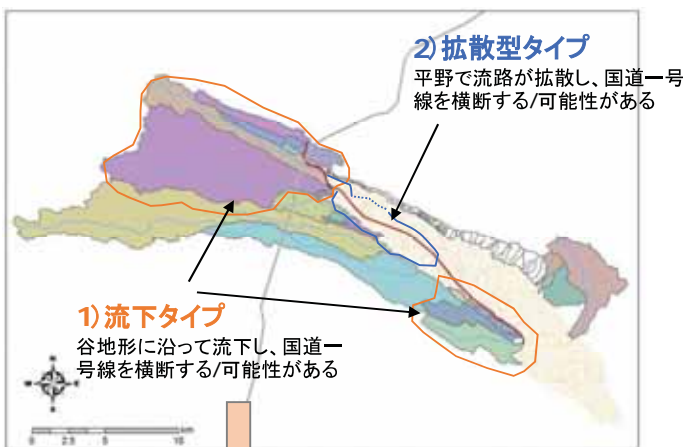 2) 拡散型タイプ
平野で流路が拡散し、国道一号
線を横断する/可能性がある
1) 流下タイプ
谷地形に沿って流下し、国道一
号線を横断する/可能性がある
N
W E
S
0 2.5 5 10 km